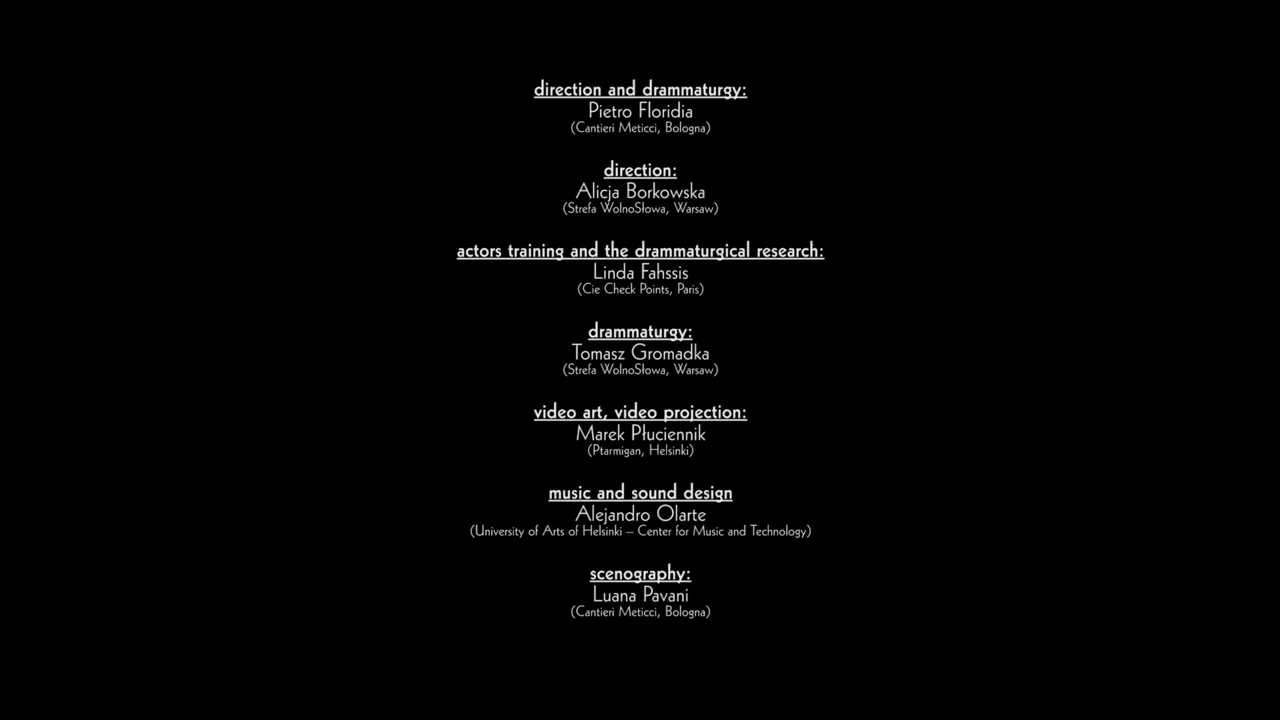 direction and drammaturgy:
Pietro Floridia
(Cantieri Meticci, Bologna)
direction:
Alicja Borkowska
(Strefa WolnoSłowa, Warsaw)
actors training and the drammaturgical research:
Linda Fahssis
(Cie Check Points, Paris)
drammaturgy:
Tomasz Gromadka
(Strefa WolnoSłowa, Warsaw)
video art, video projection:
Marek Płuciennik
(Ptarmigan, Helsinki)
music and sound design
Alejandro Olarte
(University of Arts of Helsinki – Center for Music and Technology)
scenography:
Luana Pavani
(Cantieri Meticci, Bologna)